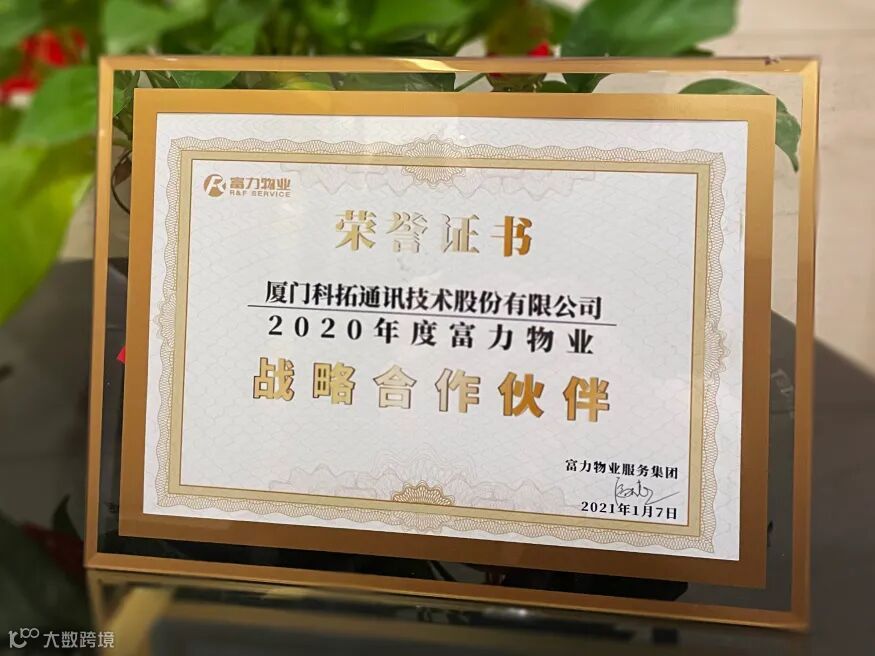 富力物业
R&F SERVICE
荣誉证书
厦门科拓通讯技术股份有限公司
2020年度富力物业
战略合作伙伴
富力物业服务集团
2021年1月7日
大数跨境